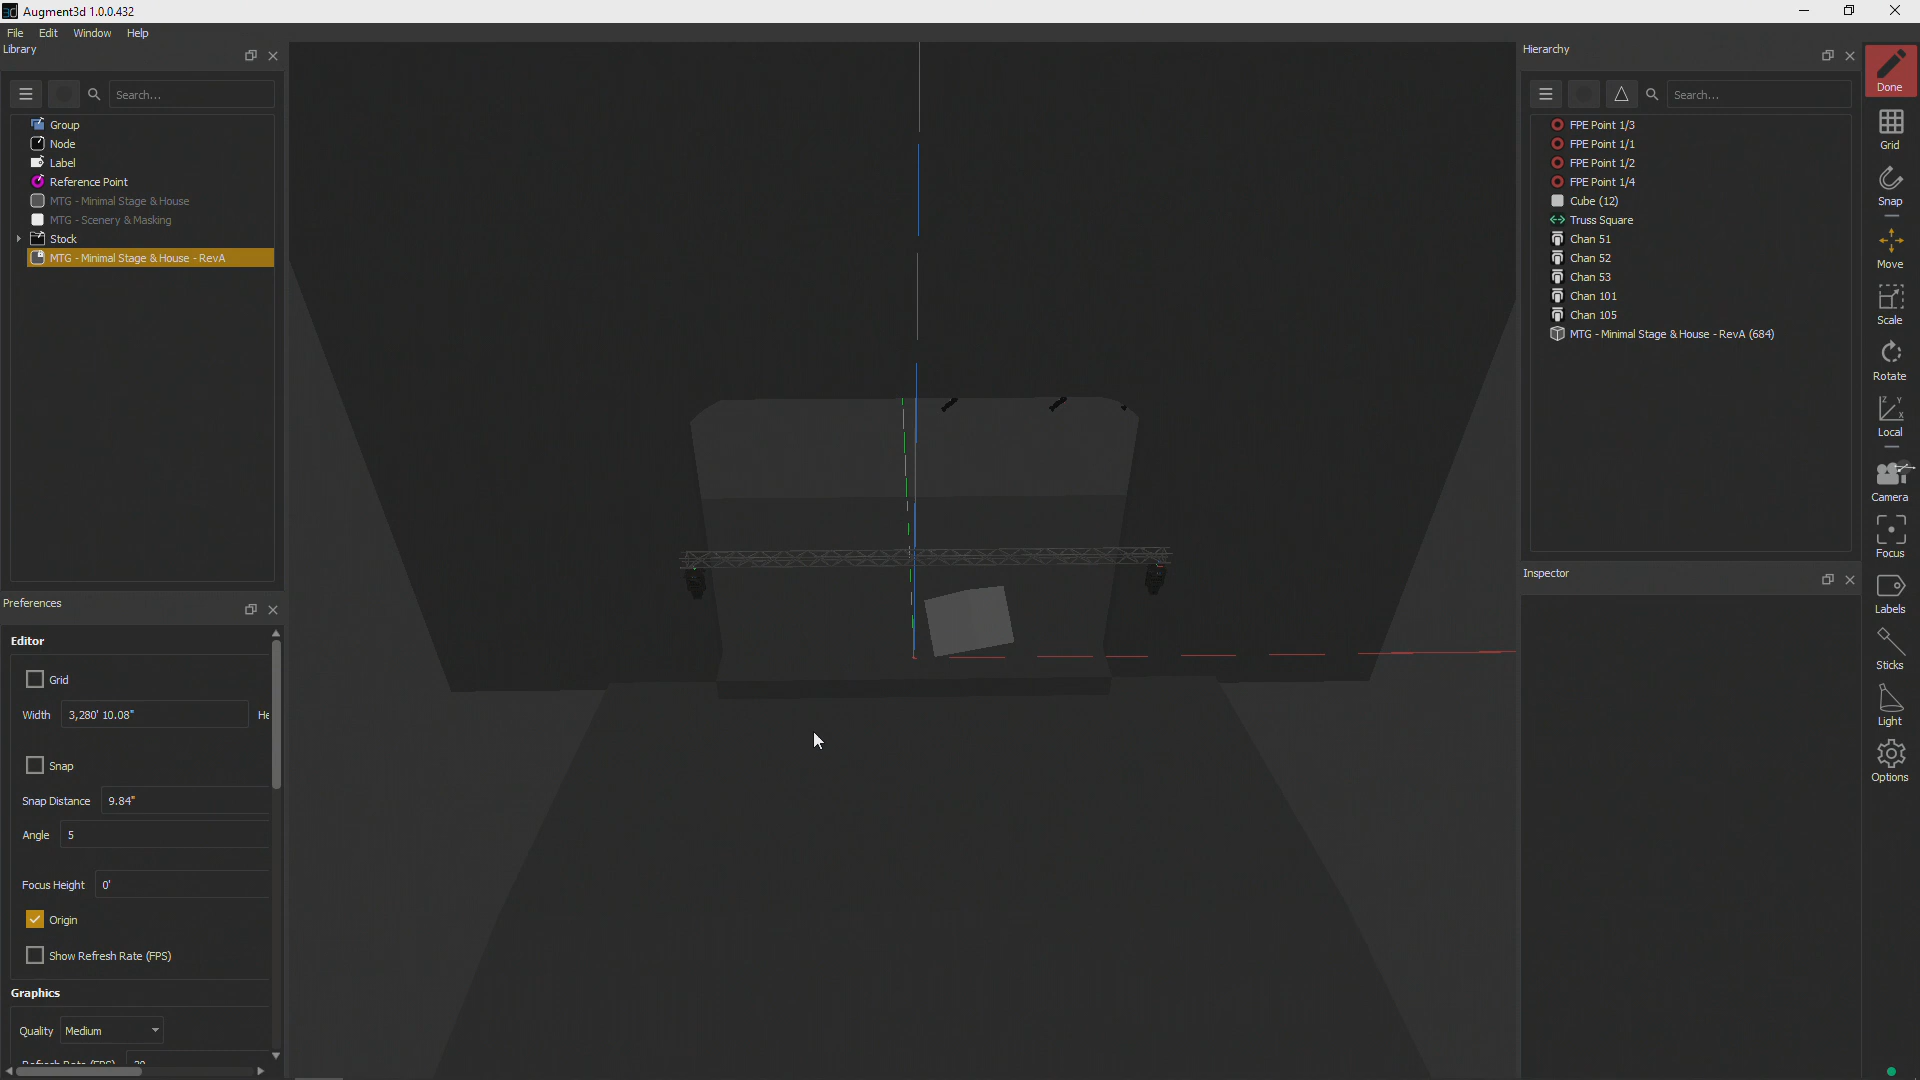 Augment3d 1.0.0.432
File Edit Window Help
Library
Search...
Group
Node
Label
Reference Point
MTG - Minimal Stage & House
MTG - Scenery & Masking
Stock
MTG - Minimal Stage & House - RevA
Preferences
Editor
Grid
Width 3,280' 10.08" He
Snap
Snap Distance 9.84"
Angle 5
Focus Height 0'
Origin
Show Refresh Rate (FPS)
Graphics
Quality Medium
Refresh Rate (FPS)
Hierarchy
Search...
FPE Point 1/3
FPE Point 1/1
FPE Point 1/2
FPE Point 1/4
Cube (12)
Truss Square
Chan 51
Chan 52
Chan 53
Chan 101
Chan 105
MTG - Minimal Stage & House - RevA (684)
Inspector
Done
Grid
Snap
Move
Scale
Rotate
Z Y X
Local
Camera
Focus
Labels
Sticks
Light
Options